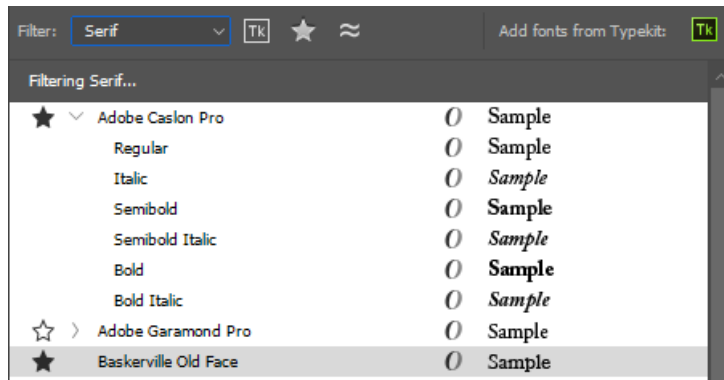 Filter: Serif Tk Add fonts from Typekit: Tk
Filtering Serif...
Adobe Caslon Pro O Sample
Regular O Sample
Italic O Sample
Semibold O Sample
Semibold Italic O Sample
Bold O Sample
Bold Italic O Sample
Adobe Garamond Pro O Sample
Baskerville Old Face O Sample